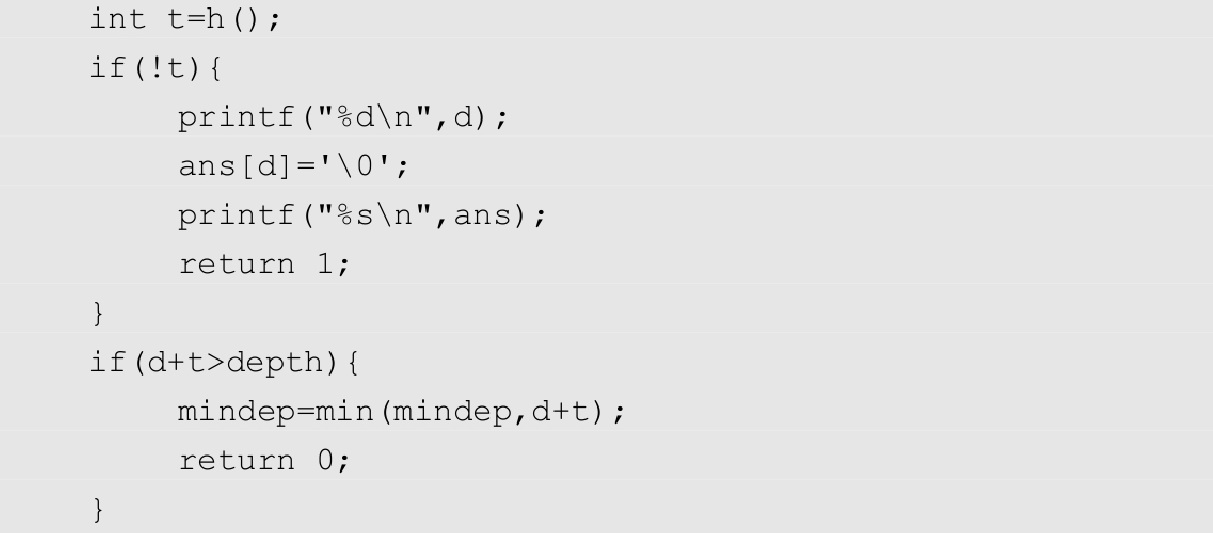 int t=h();
if(!t){
printf("%d\n",d);
ans[d]='\0';
printf("%s\n",ans);
return 1;
}
if(d+t>depth){
mindep=min(mindep,d+t);
return 0;
}